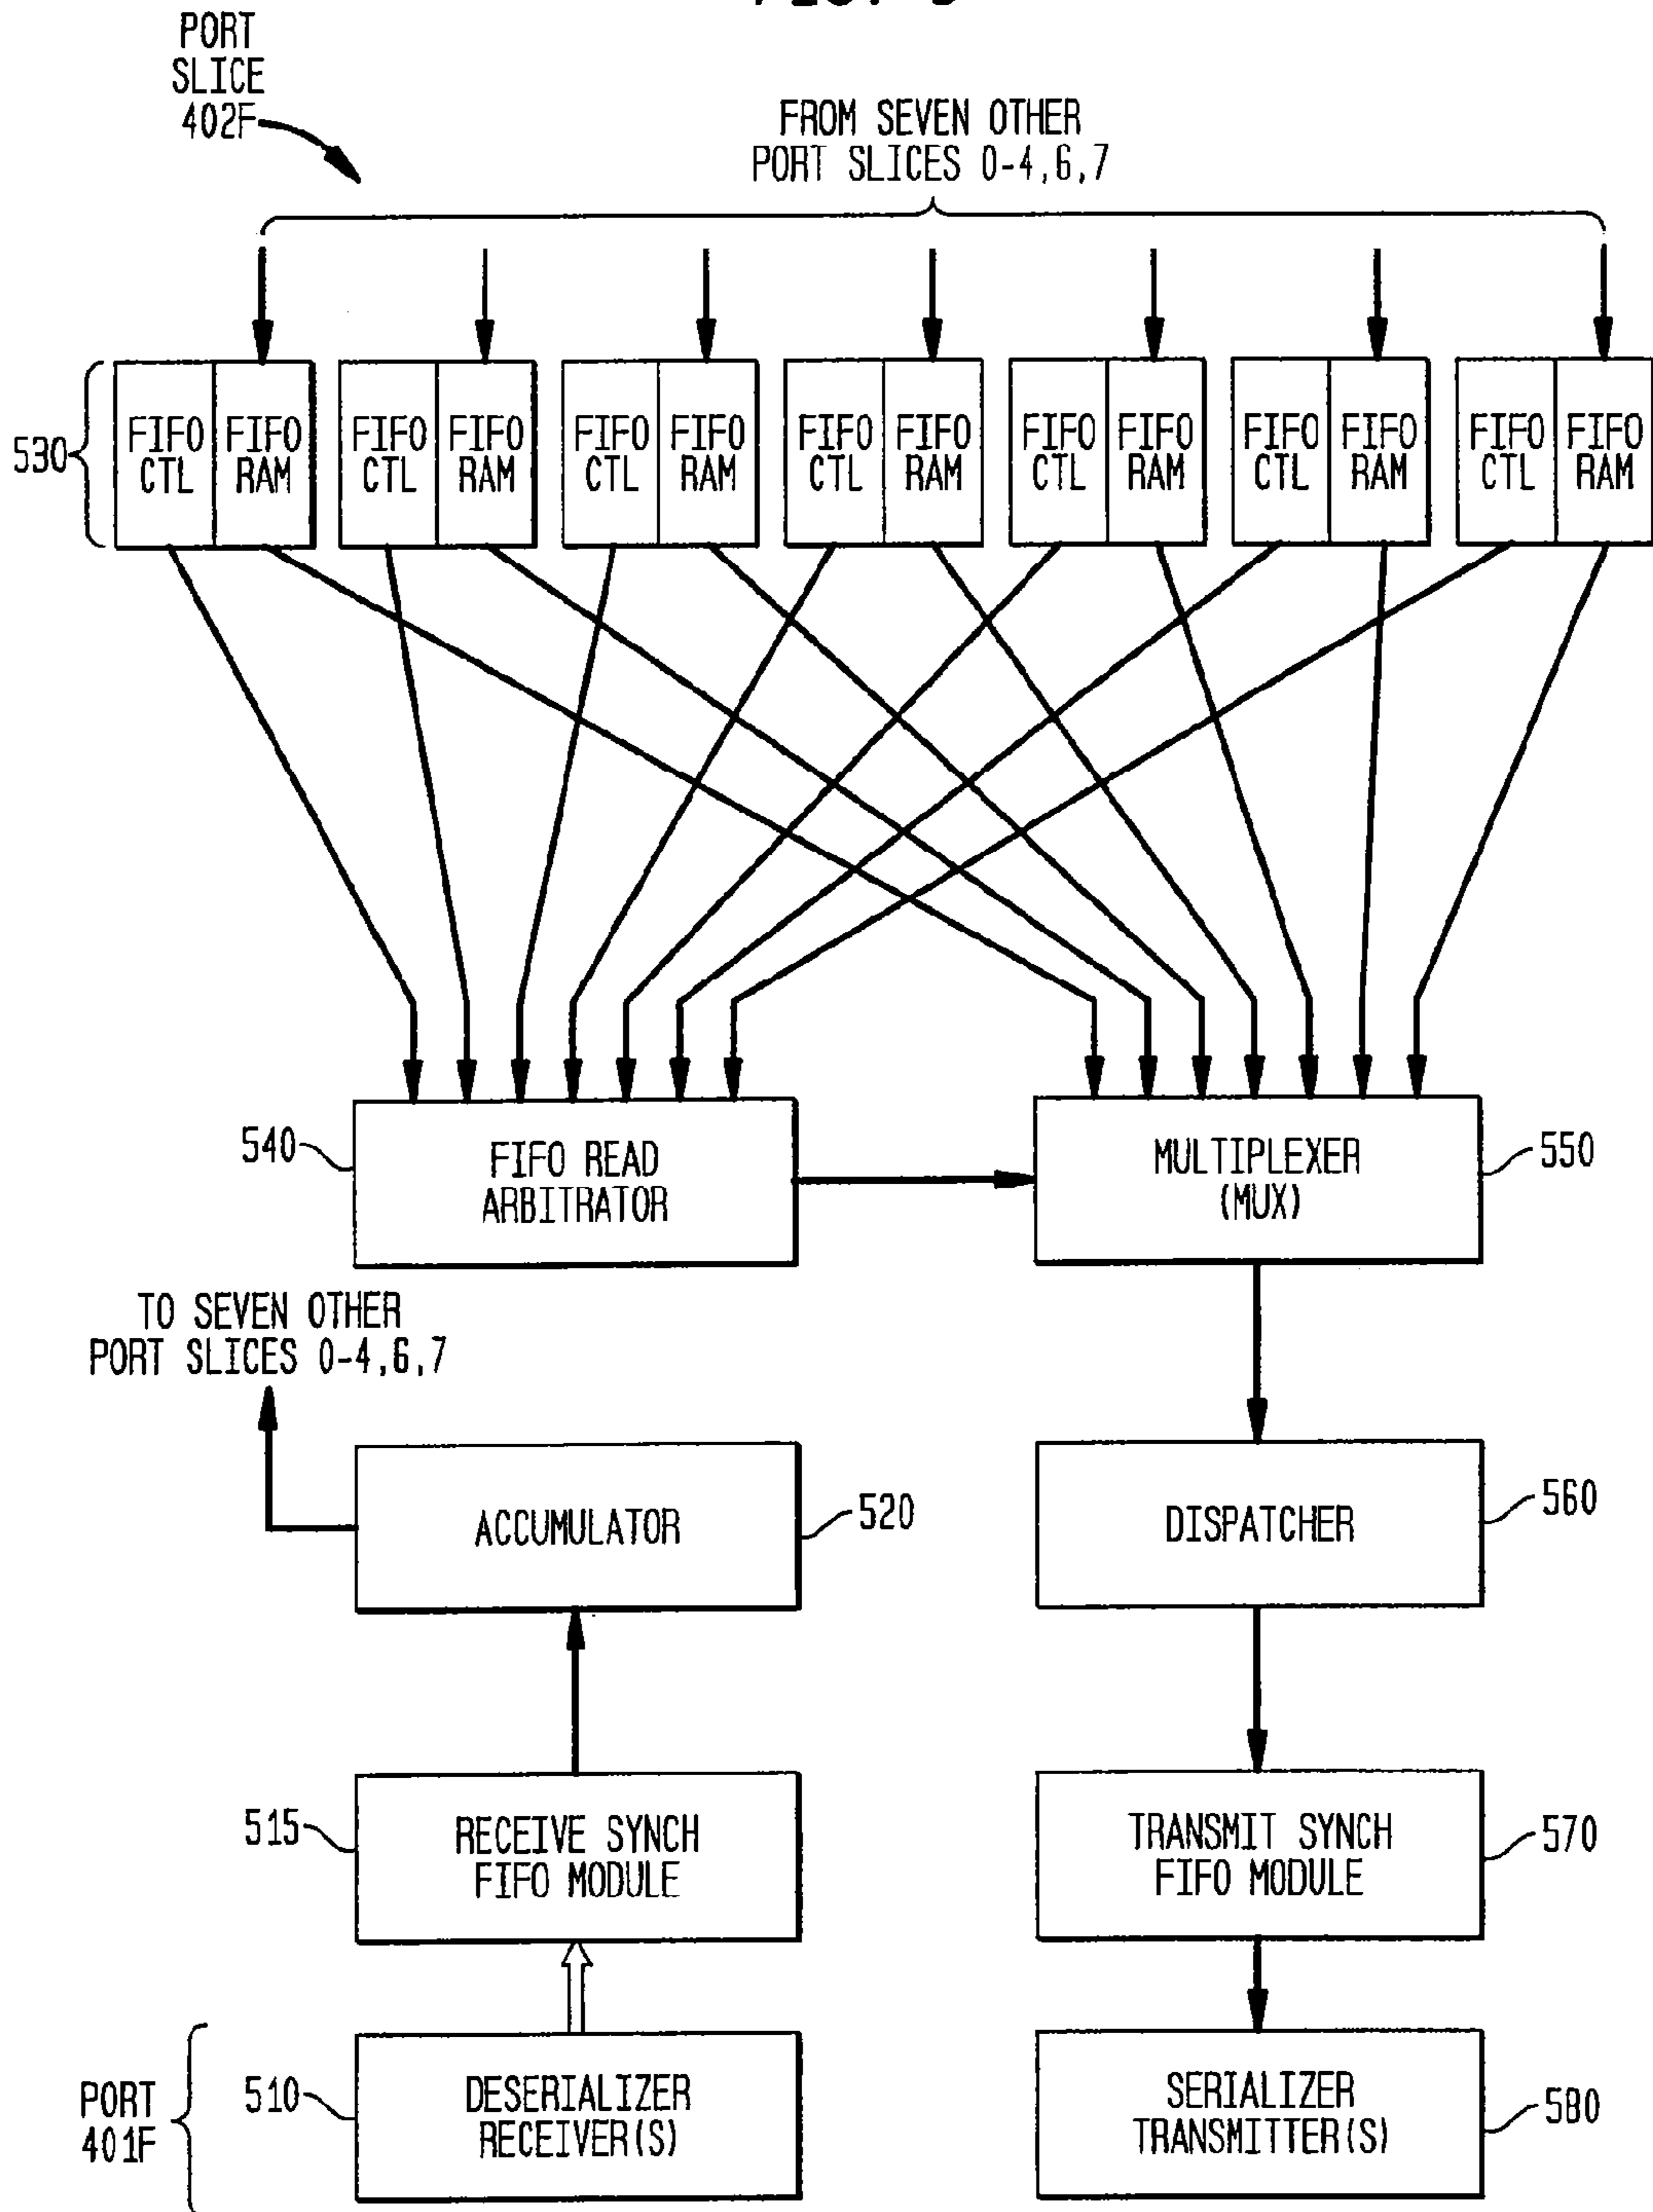 PORT
SLICE
402F
FROM SEVEN OTHER
PORT SLICES 0-4,6,7
530
FIFO CTL
FIFO RAM
FIFO CTL
FIFO RAM
FIFO CTL
FIFO RAM
FIFO CTL
FIFO RAM
FIFO CTL
FIFO RAM
FIFO CTL
FIFO RAM
FIFO CTL
FIFO RAM
540
FIFO READ
ARBITRATOR
MULTIPLEXER
(MUX)
550
TO SEVEN OTHER
PORT SLICES 0-4,6,7
ACCUMULATOR
520
DISPATCHER
560
515
RECEIVE SYNCH
FIFO MODULE
TRANSMIT SYNCH
FIFO MODULE
570
PORT
401F
510
DESERIALIZER
RECEIVER(S)
SERIALIZER
TRANSMITTER(S)
580